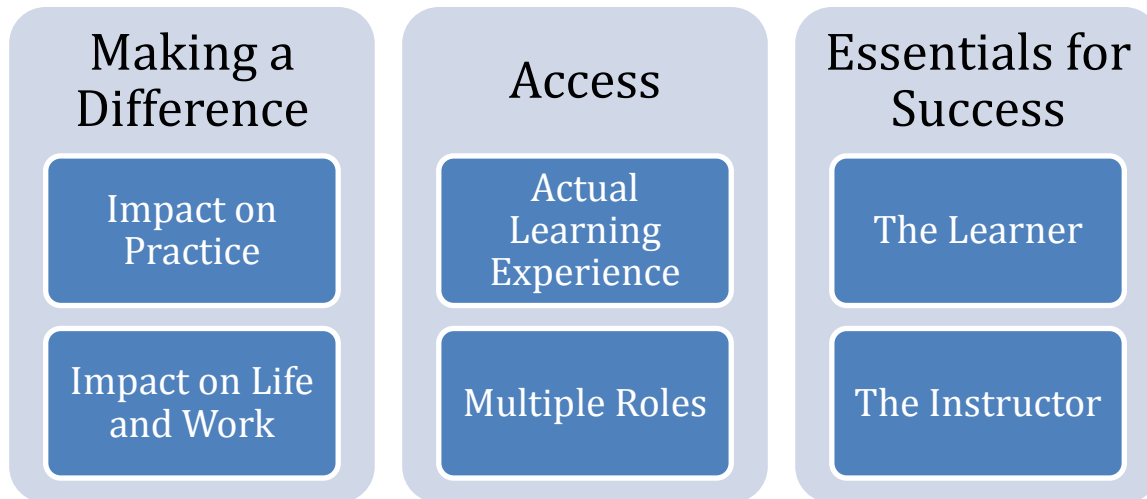 Making a
Difference
Impact on
Practice
Impact on Life
and Work
Access
Actual
Learning
Experience
Multiple Roles
Essentials for
Success
The Learner
The Instructor